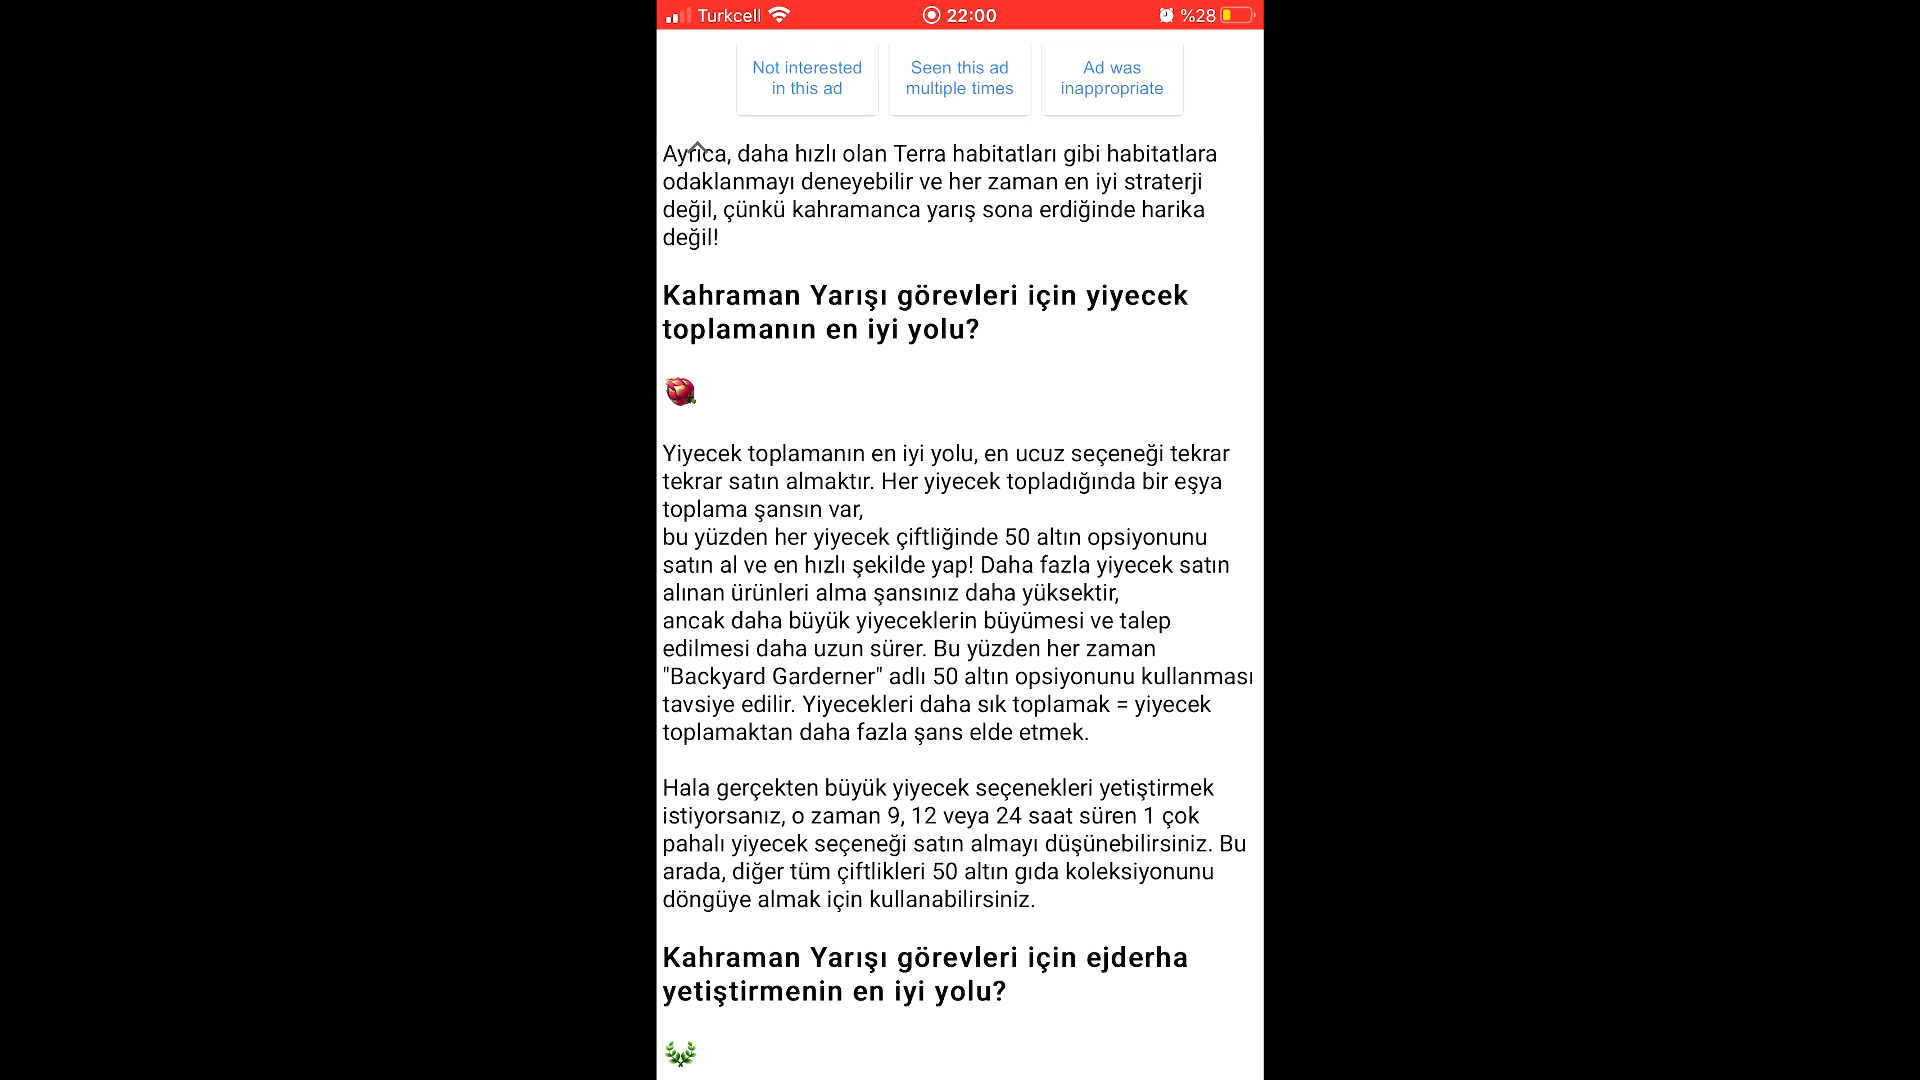 Turkcell 22:00 %28
Not interested
in this ad
Seen this ad
multiple times
Ad was
inappropriate
Ayrıca, daha hızlı olan Terra habitatları gibi habitatlara
odaklanmayı deneyebilir ve her zaman en iyi straterji
değil, çünkü kahramanca yarış sona erdiğinde harika
değil!
Kahraman Yarışı görevleri için yiyecek
toplamanın en iyi yolu?
Yiyecek toplamanın en iyi yolu, en ucuz seçeneği tekrar
tekrar satın almaktır. Her yiyecek topladığında bir eşya
toplama şansın var,
bu yüzden her yiyecek çiftliğinde 50 altın opsiyonunu
satın al ve en hızlı şekilde yap! Daha fazla yiyecek satın
alınan ürünleri alma şansınız daha yüksektir,
ancak daha büyük yiyeceklerin büyümesi ve talep
edilmesi daha uzun sürer. Bu yüzden her zaman
"Backyard Garderner" adlı 50 altın opsiyonunu kullanması
tavsiye edilir. Yiyecekleri daha sık toplamak = yiyecek
toplamaktan daha fazla şans elde etmek.
Hala gerçekten büyük yiyecek seçenekleri yetiştirmek
istiyorsanız, o zaman 9, 12 veya 24 saat süren 1 çok
pahalı yiyecek seçeneği satın almayı düşünebilirsiniz. Bu
arada, diğer tüm çiftlikleri 50 altın gıda koleksiyonunu
döngüye almak için kullanabilirsiniz.
Kahraman Yarışı görevleri için ejderha
yetiştirmenin en iyi yolu?